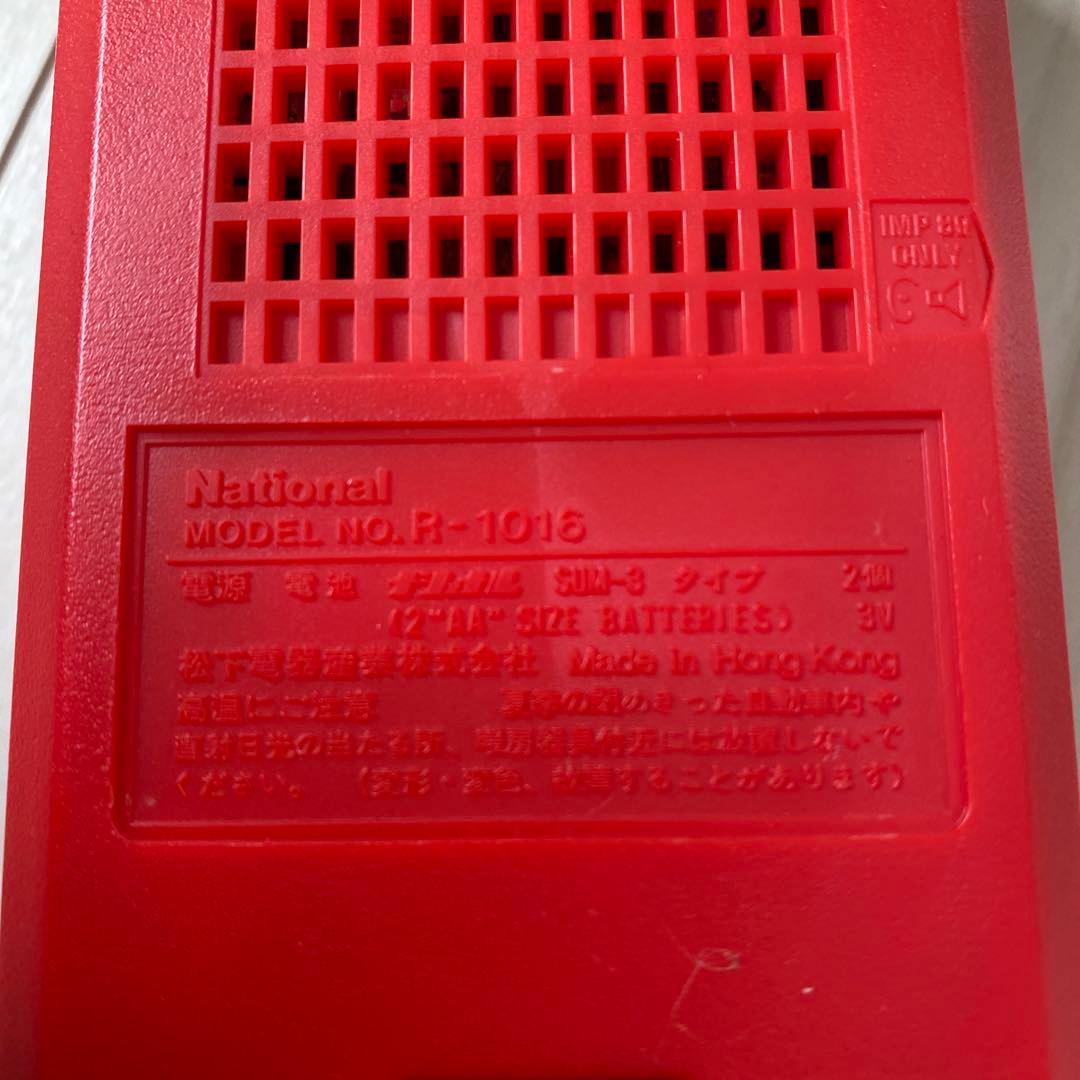 IMP 8Ω
ONLY
National
MODEL NO. R-1016
電源 電池 ナショナル SUM-3 タイプ 2個
(2"AA" SIZE BATTERIES) 3V
松下電器産業株式会社 Made in Hong Kong
高温にご注意 夏季の窓のきった自動車内や
直射日光の当たる所、暖房器具付近には放置しないで
ください。 (変形・変色、故障することがあります)